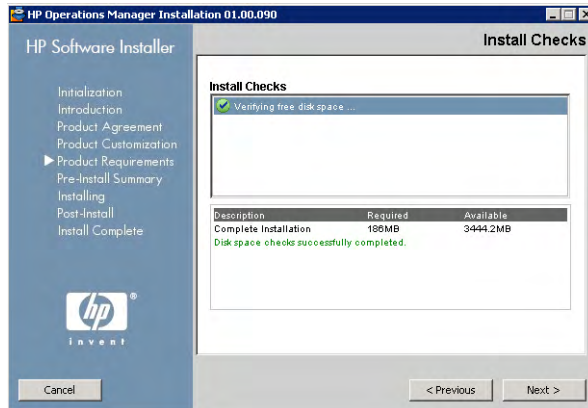 HP Operations Manager Installation 01.00.090
HP Software Installer
Install Checks
Initialization
Introduction
Product Agreement
Product Customization
Product Requirements
Pre-Install Summary
Installing
Post-Install
Install Complete
hp
®
invent
Install Checks
Verifying free disk space ...
Description Required Available
Complete Installation 186MB 3444.2MB
Disk space checks successfully completed.
Cancel
< Previous
Next >